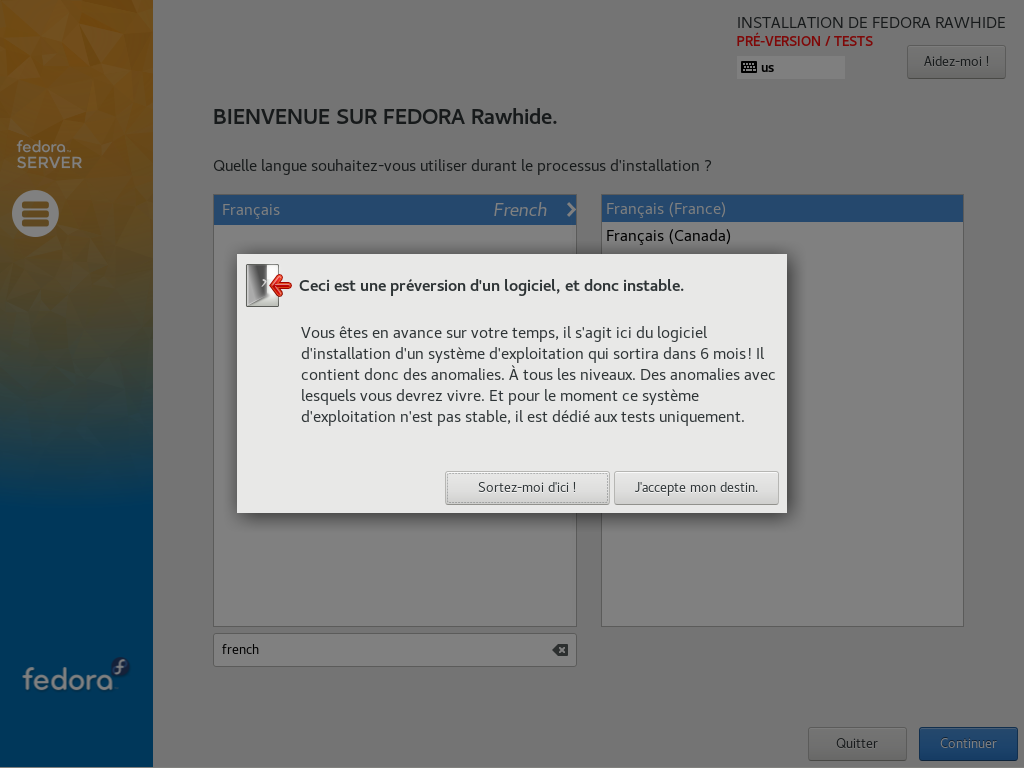 INSTALLATION DE FEDORA RAWHIDE
PRÉ-VERSION / TESTS
us
Aidez-moi !
fedora
SERVER
BIENVENUE SUR FEDORA Rawhide.
Quelle langue souhaitez-vous utiliser durant le processus d'installation ?
Français French
Français (France)
Français (Canada)
Ceci est une préversion d'un logiciel, et donc instable.
Vous êtes en avance sur votre temps, il s'agit ici du logiciel
d'installation d'un système d'exploitation qui sortira dans 6 mois! Il
contient donc des anomalies. À tous les niveaux. Des anomalies avec
lesquels vous devrez vivre. Et pour le moment ce système
d'exploitation n'est pas stable, il est dédié aux tests uniquement.
Sortez-moi d'ici !
J'accepte mon destin.
french
fedora
Quitter
Continuer